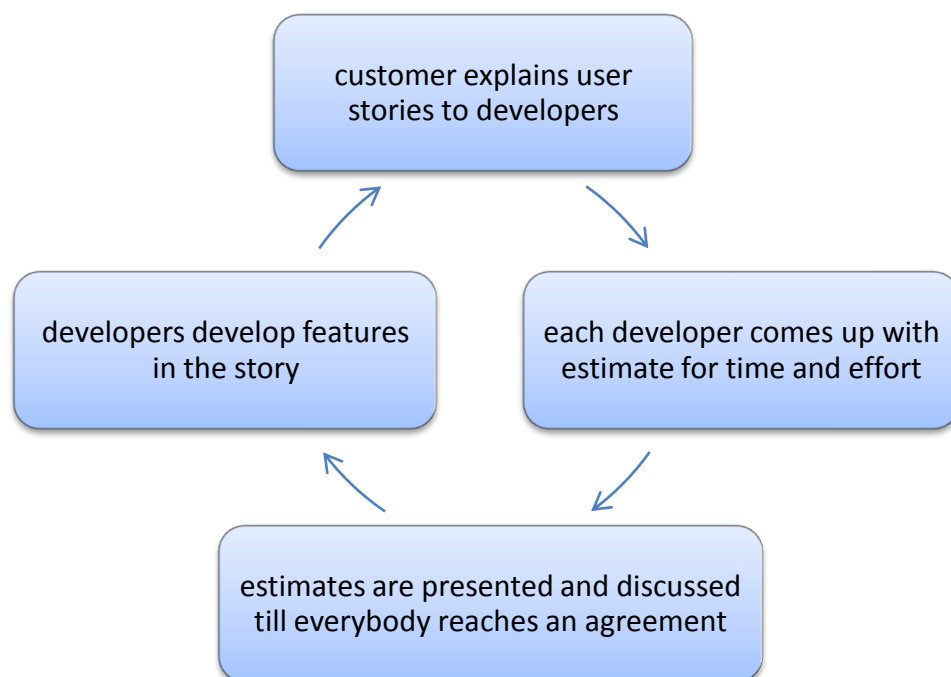 customer explains user
stories to developers
developers develop features
in the story
each developer comes up with
estimate for time and effort
estimates are presented and discussed
till everybody reaches an agreement